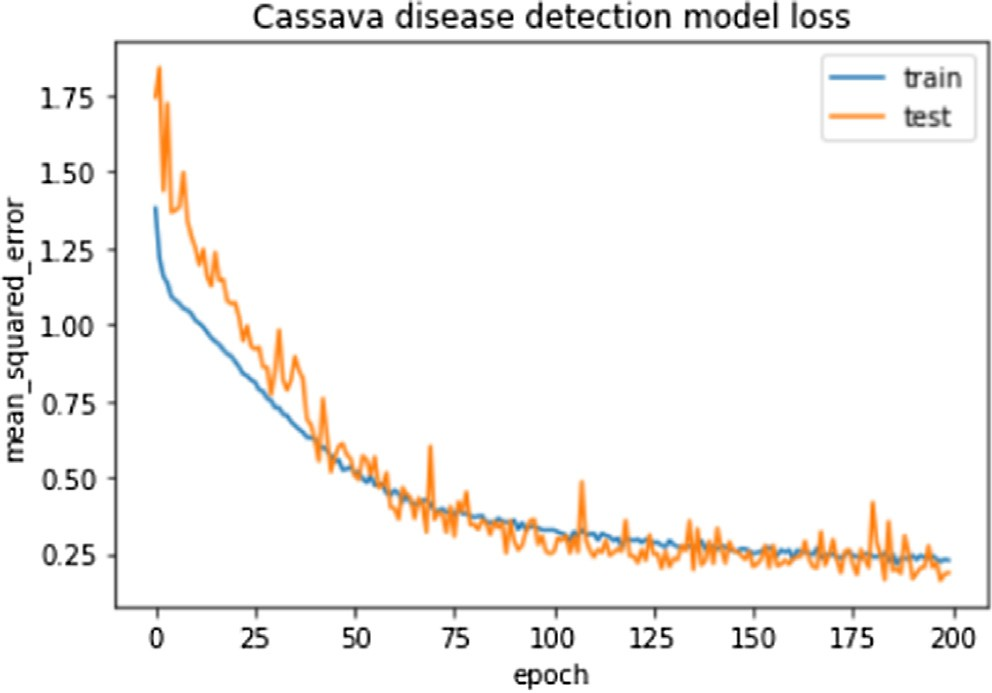 Cassava disease detection model loss
train
test
mean_squared_error
1.75
1.50
1.25
1.00
0.75
0.50
0.25
0 25 50 75 100 125 150 175 200
epoch